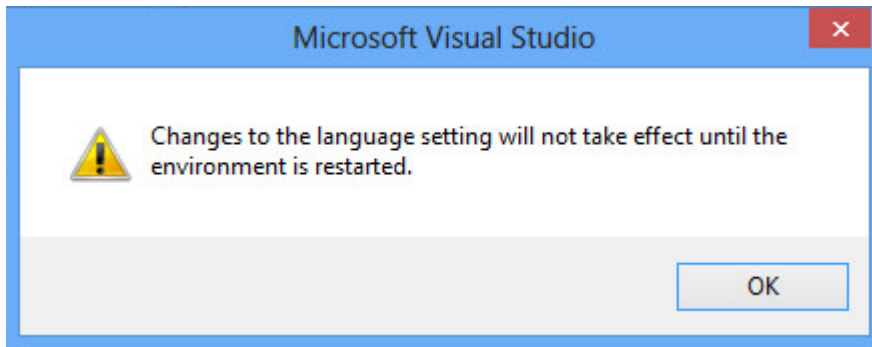 Microsoft Visual Studio
Changes to the language setting will not take effect until the
environment is restarted.
OK